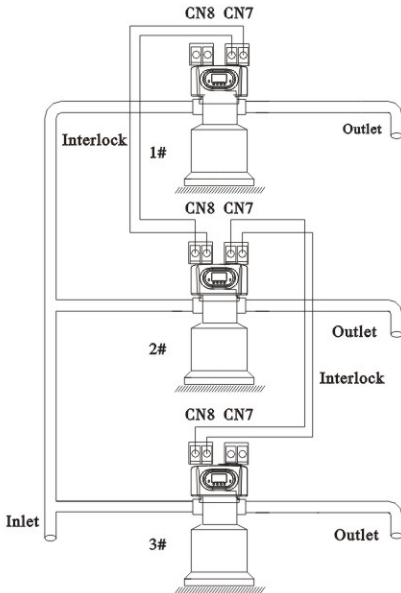 CN8 CN7
Interlock
Outlet
1#
CN8 CN7
Outlet
2#
Interlock
CN8 CN7
Inlet
Outlet
3#